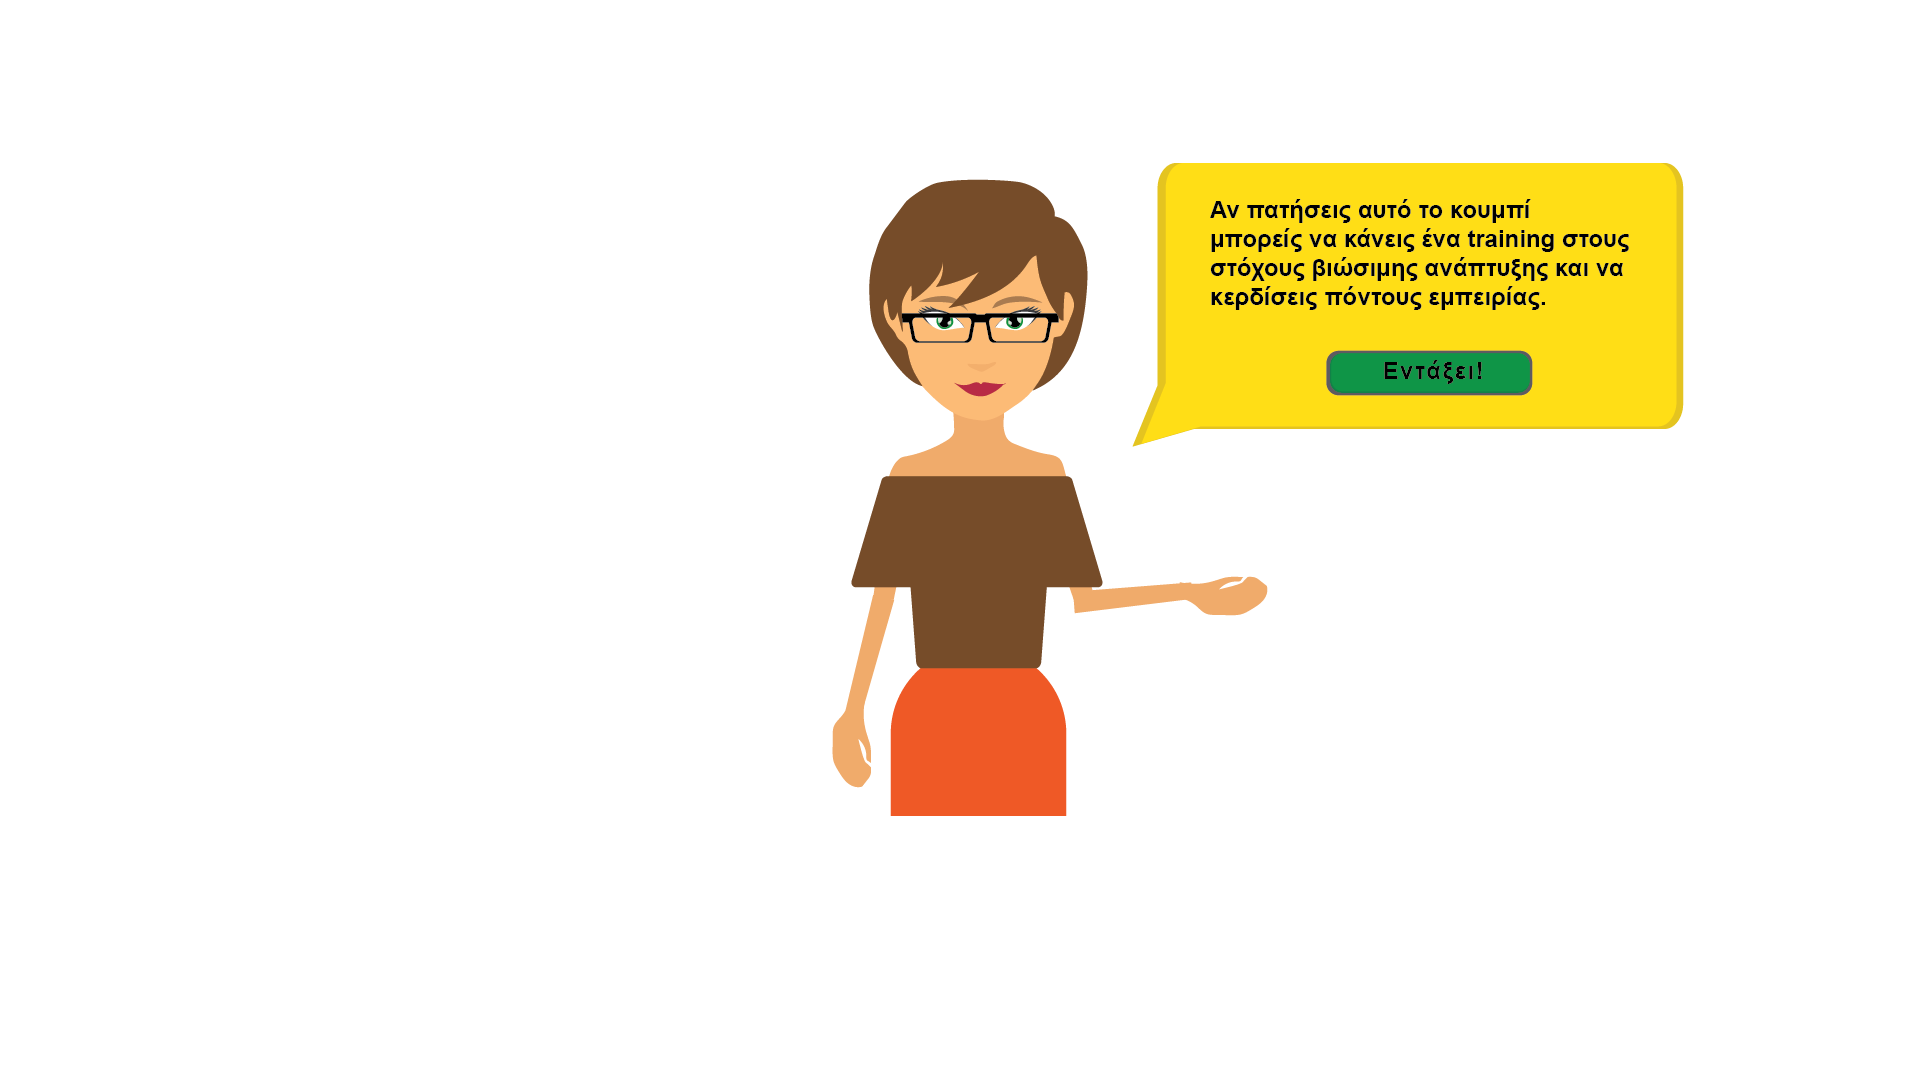 Αν πατήσεις αυτό το κουμπί
μπορείς να κάνεις ένα training στους
στόχους βιώσιμης ανάπτυξης και να
κερδίσεις πόντους εμπειρίας.
Εντάξει!